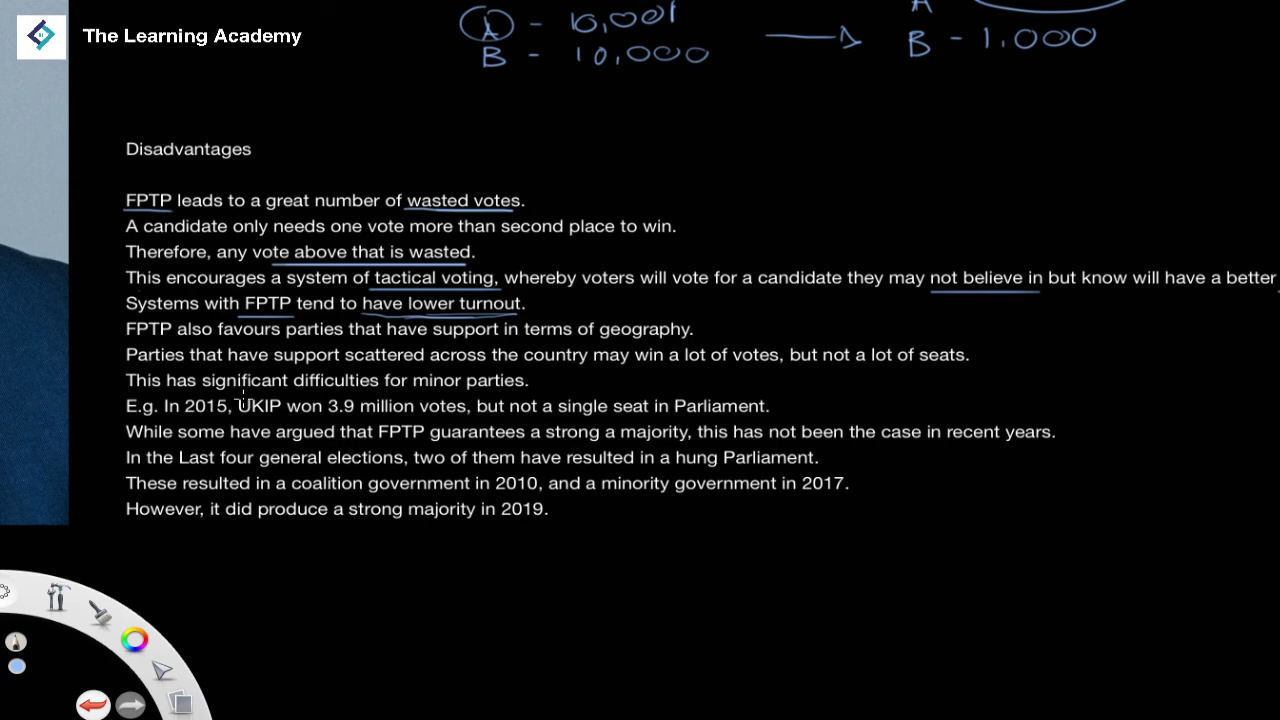 The Learning Academy
A - 10,001
B - 10,000
A
B - 1,000
Disadvantages
FPTP leads to a great number of wasted votes.
A candidate only needs one vote more than second place to win.
Therefore, any vote above that is wasted.
This encourages a system of tactical voting, whereby voters will vote for a candidate they may not believe in but know will have a better
Systems with FPTP tend to have lower turnout.
FPTP also favours parties that have support in terms of geography.
Parties that have support scattered across the country may win a lot of votes, but not a lot of seats.
This has significant difficulties for minor parties.
E.g. In 2015, UKIP won 3.9 million votes, but not a single seat in Parliament.
While some have argued that FPTP guarantees a strong a majority, this has not been the case in recent years.
In the Last four general elections, two of them have resulted in a hung Parliament.
These resulted in a coalition government in 2010, and a minority government in 2017.
However, it did produce a strong majority in 2019.